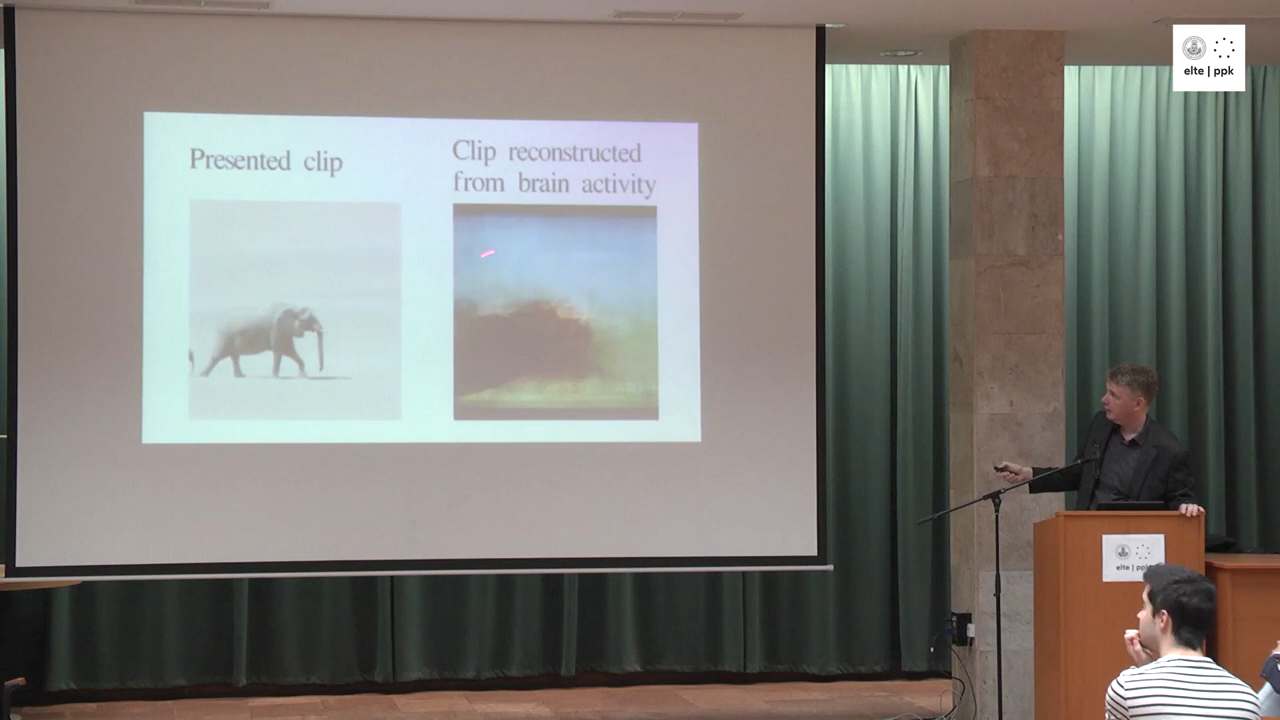 Presented clip
Clip reconstructed
from brain activity
elte | ppk
elte | ppk